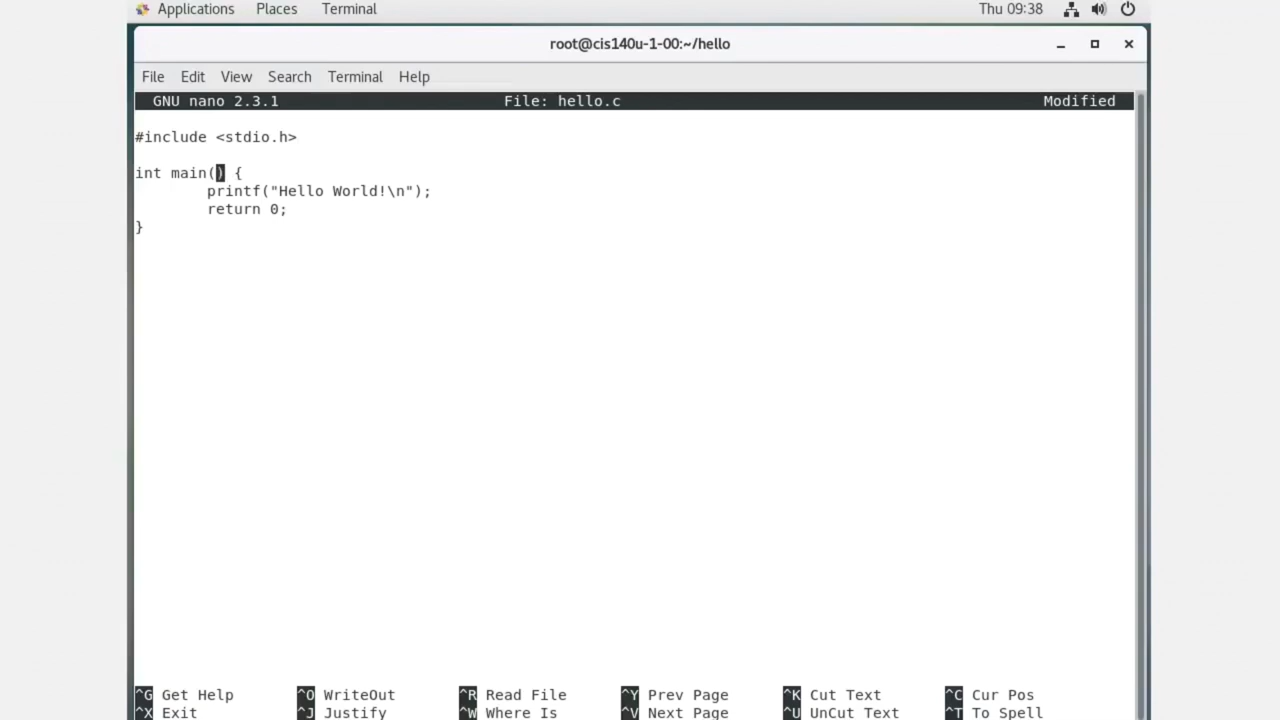 Applications Places Terminal Thu 09:38
root@cis140u-1-00:~/hello
File Edit View Search Terminal Help
GNU nano 2.3.1 File: hello.c Modified
#include <stdio.h>
int main() {
printf("Hello World!\n");
return 0;
}
^G Get Help ^O WriteOut ^R Read File ^Y Prev Page ^K Cut Text ^C Cur Pos
^X Exit ^J Justify ^W Where Is ^V Next Page ^U UnCut Text ^T To Spell